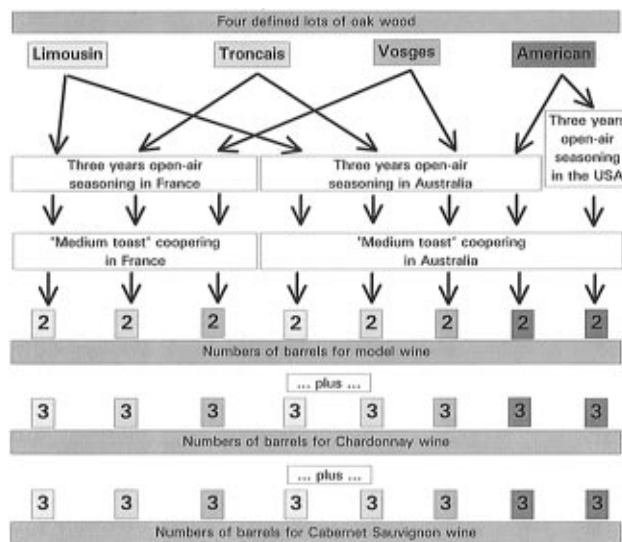 Four defined lots of oak wood
Limousin Troncais Vosges American
Three years open-air seasoning in France
Three years open-air seasoning in Australia
Three years open-air seasoning in the USA
"Medium toast" coopering in France
"Medium toast" coopering in Australia
2 2 2 2 2 2 2 2
Numbers of barrels for model wine
... plus ...
3 3 3 3 3 3 3 3
Numbers of barrels for Chardonnay wine
... plus ...
3 3 3 3 3 3 3 3
Numbers of barrels for Cabernet Sauvignon wine